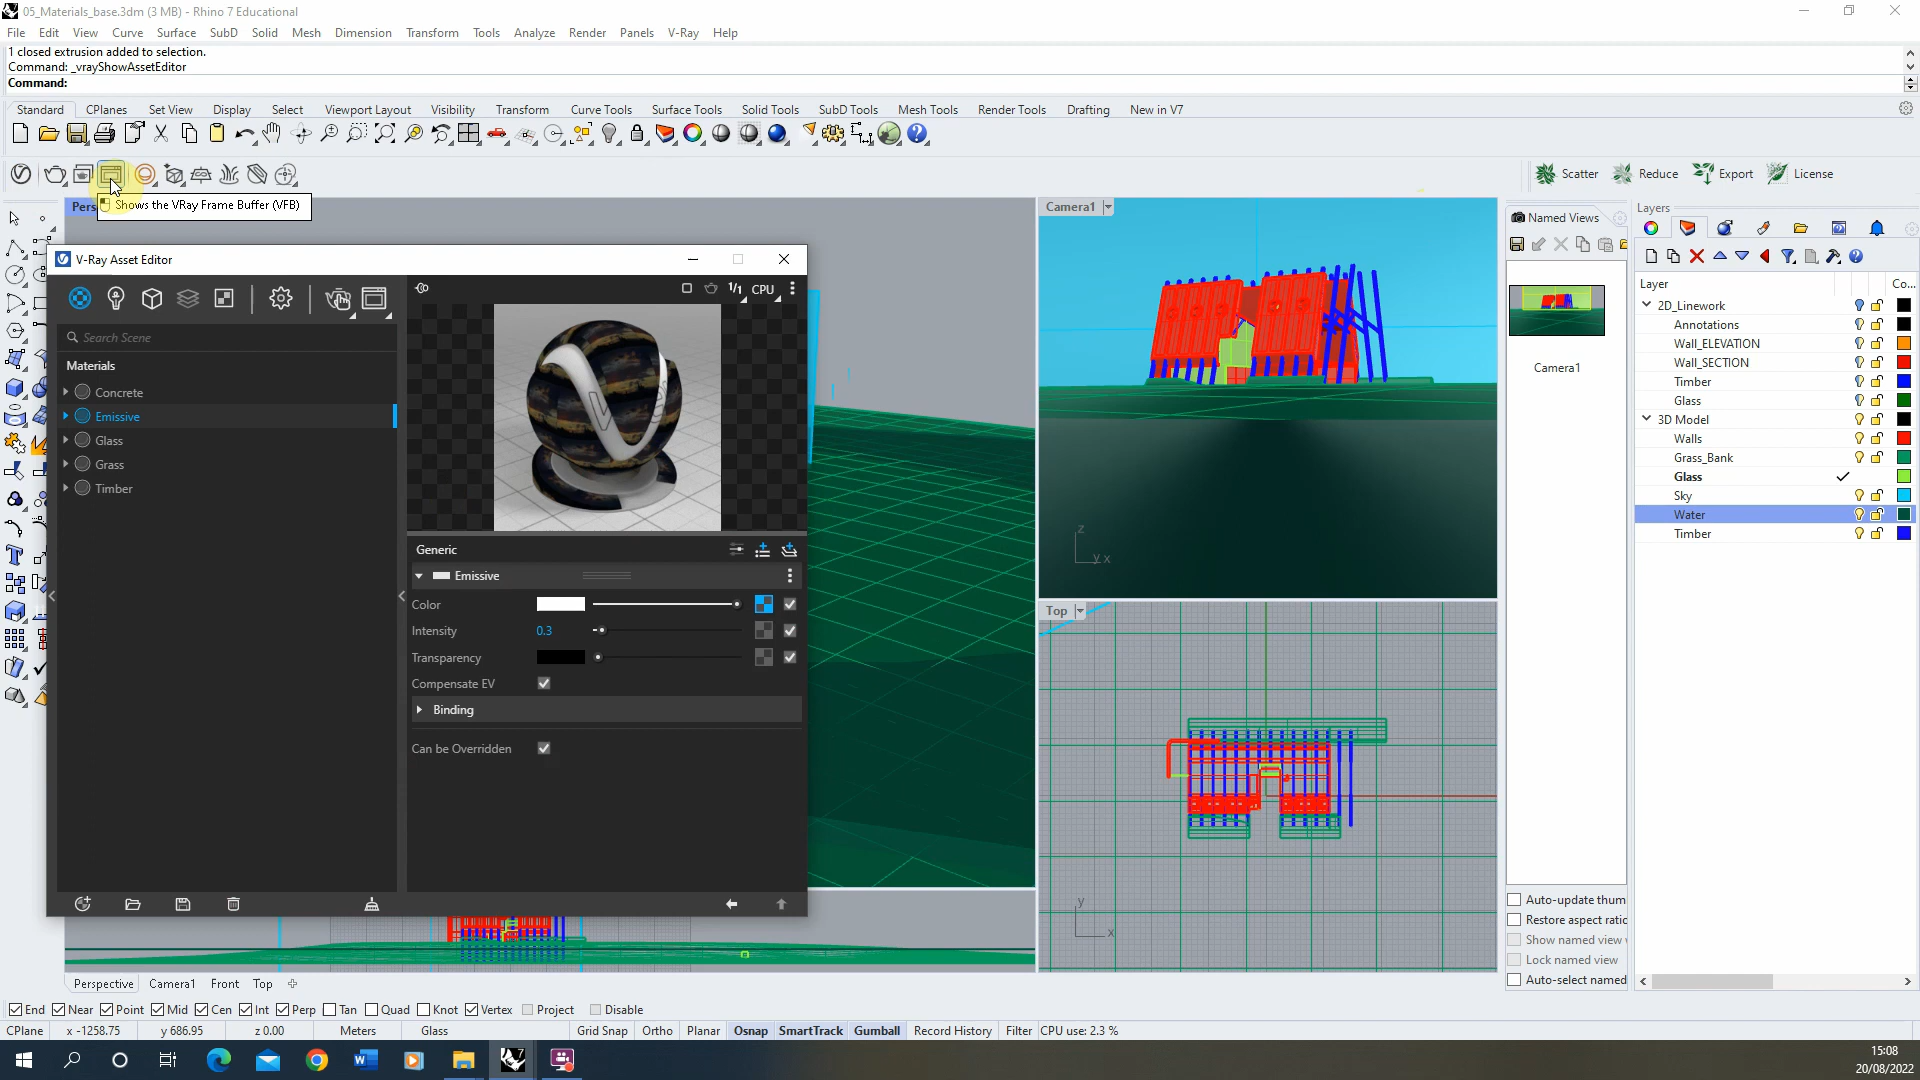 05_Materials_base.3dm (3 MB) - Rhino 7 Educational
File Edit View Curve Surface SubD Solid Mesh Dimension Transform Tools Analyze Render Panels V-Ray Help
1 closed extrusion added to selection.
Command: _vrayShowAssetEditor
Command:
Standard CPlanes Set View Display Select Viewport Layout Visibility Transform Curve Tools Surface Tools Solid Tools SubD Tools Mesh Tools Render Tools Drafting New in V7
Scatter Reduce Export License
Shows the VRay Frame Buffer (VFB)
Pers
Camera1
Named Views
Layers
V-Ray Asset Editor
1/1 CPU
Search Scene
Materials
Concrete
Emissive
Glass
Grass
Timber
Generic
Emissive
Color
Intensity 0.3
Transparency
Compensate EV
Binding
Can be Overridden
z
y x
Top
y
x
Camera1
Layer Co...
2D_Linework
Annotations
Wall_ELEVATION
Wall_SECTION
Timber
Glass
3D Model
Walls
Grass_Bank
Glass
Sky
Water
Timber
Auto-update thum
Restore aspect ratio
Show named view
Lock named view
Auto-select named
Perspective Camera1 Front Top
End Near Point Mid Cen Int Perp Tan Quad Knot Vertex Project Disable
CPlane x -1258.75 y 686.95 z 0.00 Meters Glass Grid Snap Ortho Planar Osnap SmartTrack Gumball Record History Filter CPU use: 2.3 %
15:08
20/08/2022